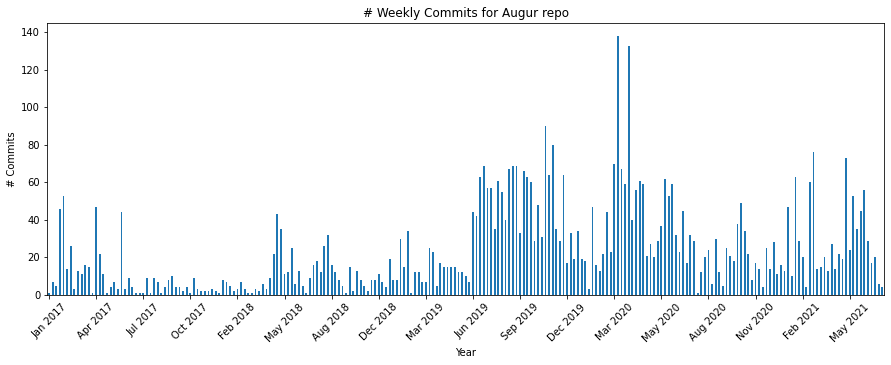 # Weekly Commits for Augur repo
140
120
100
80
60
40
20
0
# Commits
Jan 2017
Apr 2017
Jul 2017
Oct 2017
Feb 2018
May 2018
Aug 2018
Dec 2018
Mar 2019
Jun 2019
Sep 2019
Dec 2019
Mar 2020
May 2020
Aug 2020
Nov 2020
Feb 2021
May 2021
Year